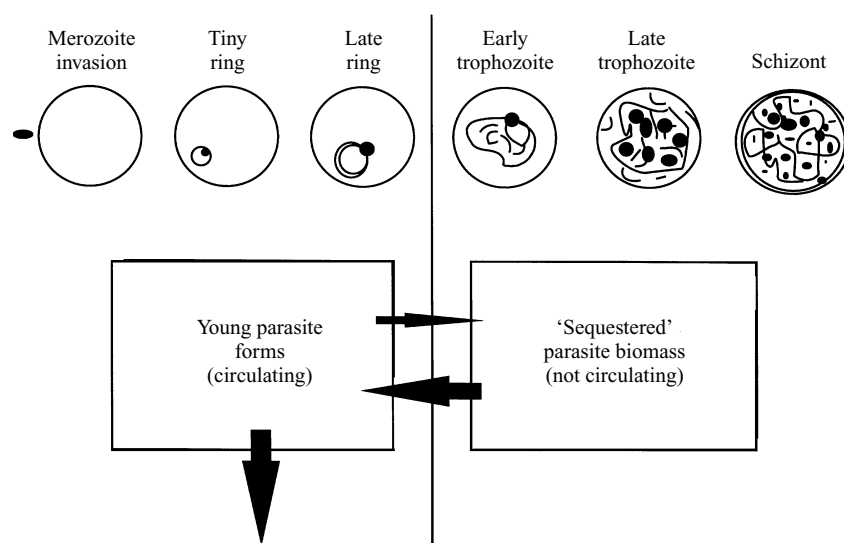 Merozoite
invasion
Tiny
ring
Late
ring
Early
trophozoite
Late
trophozoite
Schizont
Young parasite
forms
(circulating)
‘Sequestered’
parasite biomass
(not circulating)